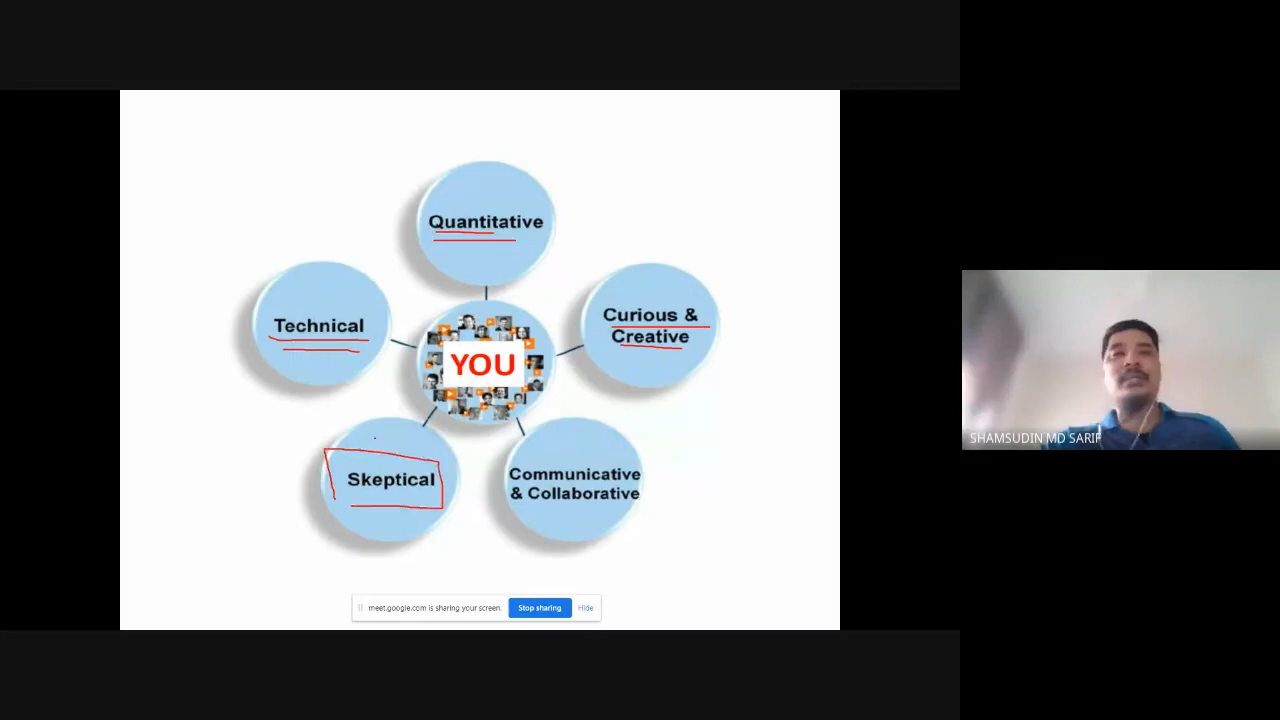 Quantitative
Curious &
Creative
Technical
YOU
Skeptical
Communicative
& Collaborative
SHAMSUDIN MD SARIF
meet.google.com is sharing your screen.
Stop sharing
Hide